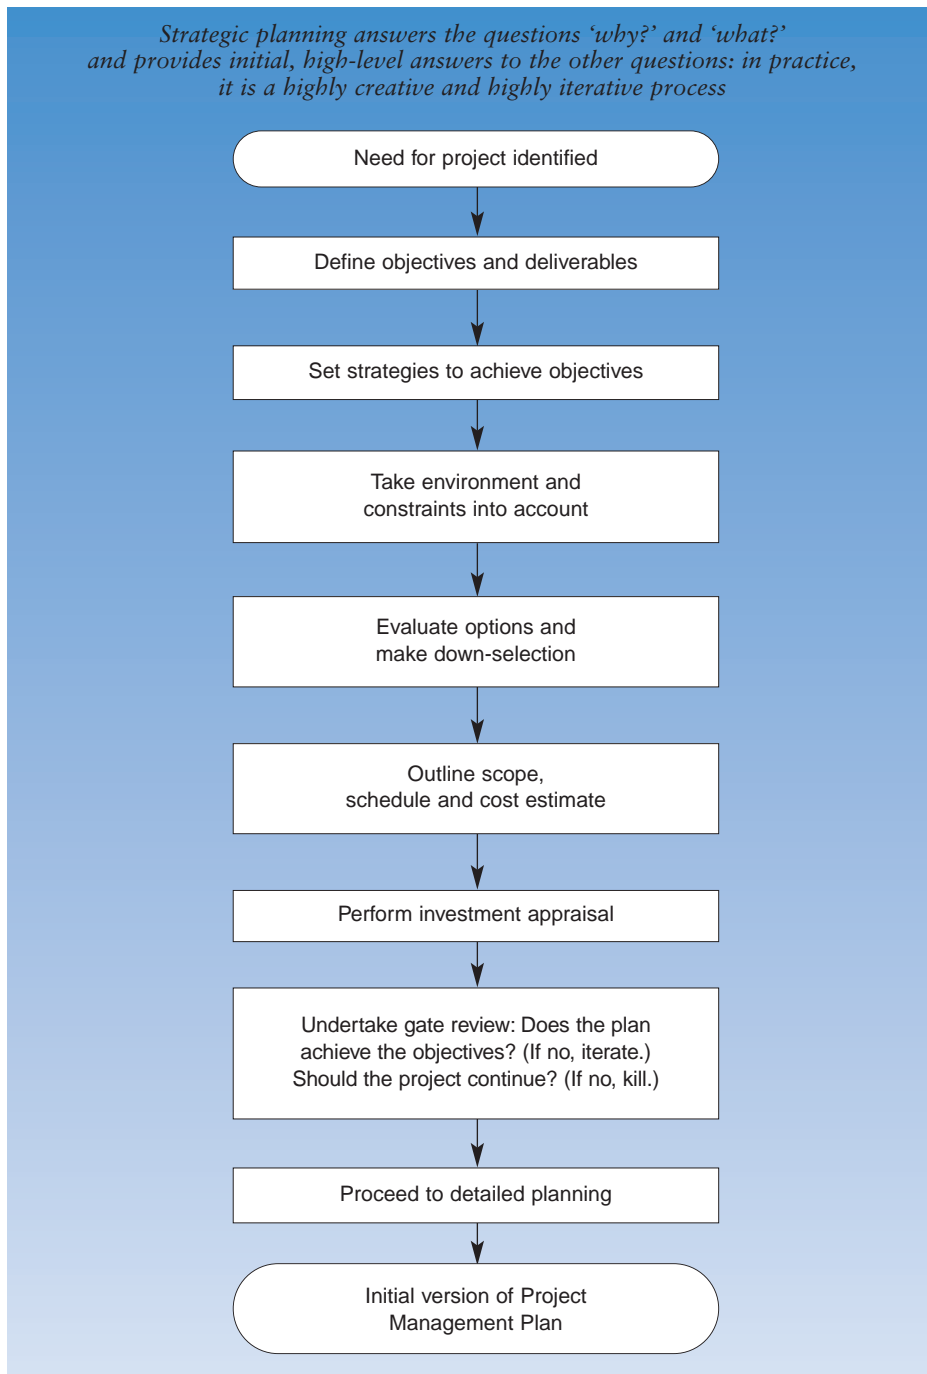 Strategic planning answers the questions ‘why?’ and ‘what?’
and provides initial, high-level answers to the other questions: in practice,
it is a highly creative and highly iterative process
Need for project identified
Define objectives and deliverables
Set strategies to achieve objectives
Take environment and
constraints into account
Evaluate options and
make down-selection
Outline scope,
schedule and cost estimate
Perform investment appraisal
Undertake gate review: Does the plan
achieve the objectives? (If no, iterate.)
Should the project continue? (If no, kill.)
Proceed to detailed planning
Initial version of Project
Management Plan